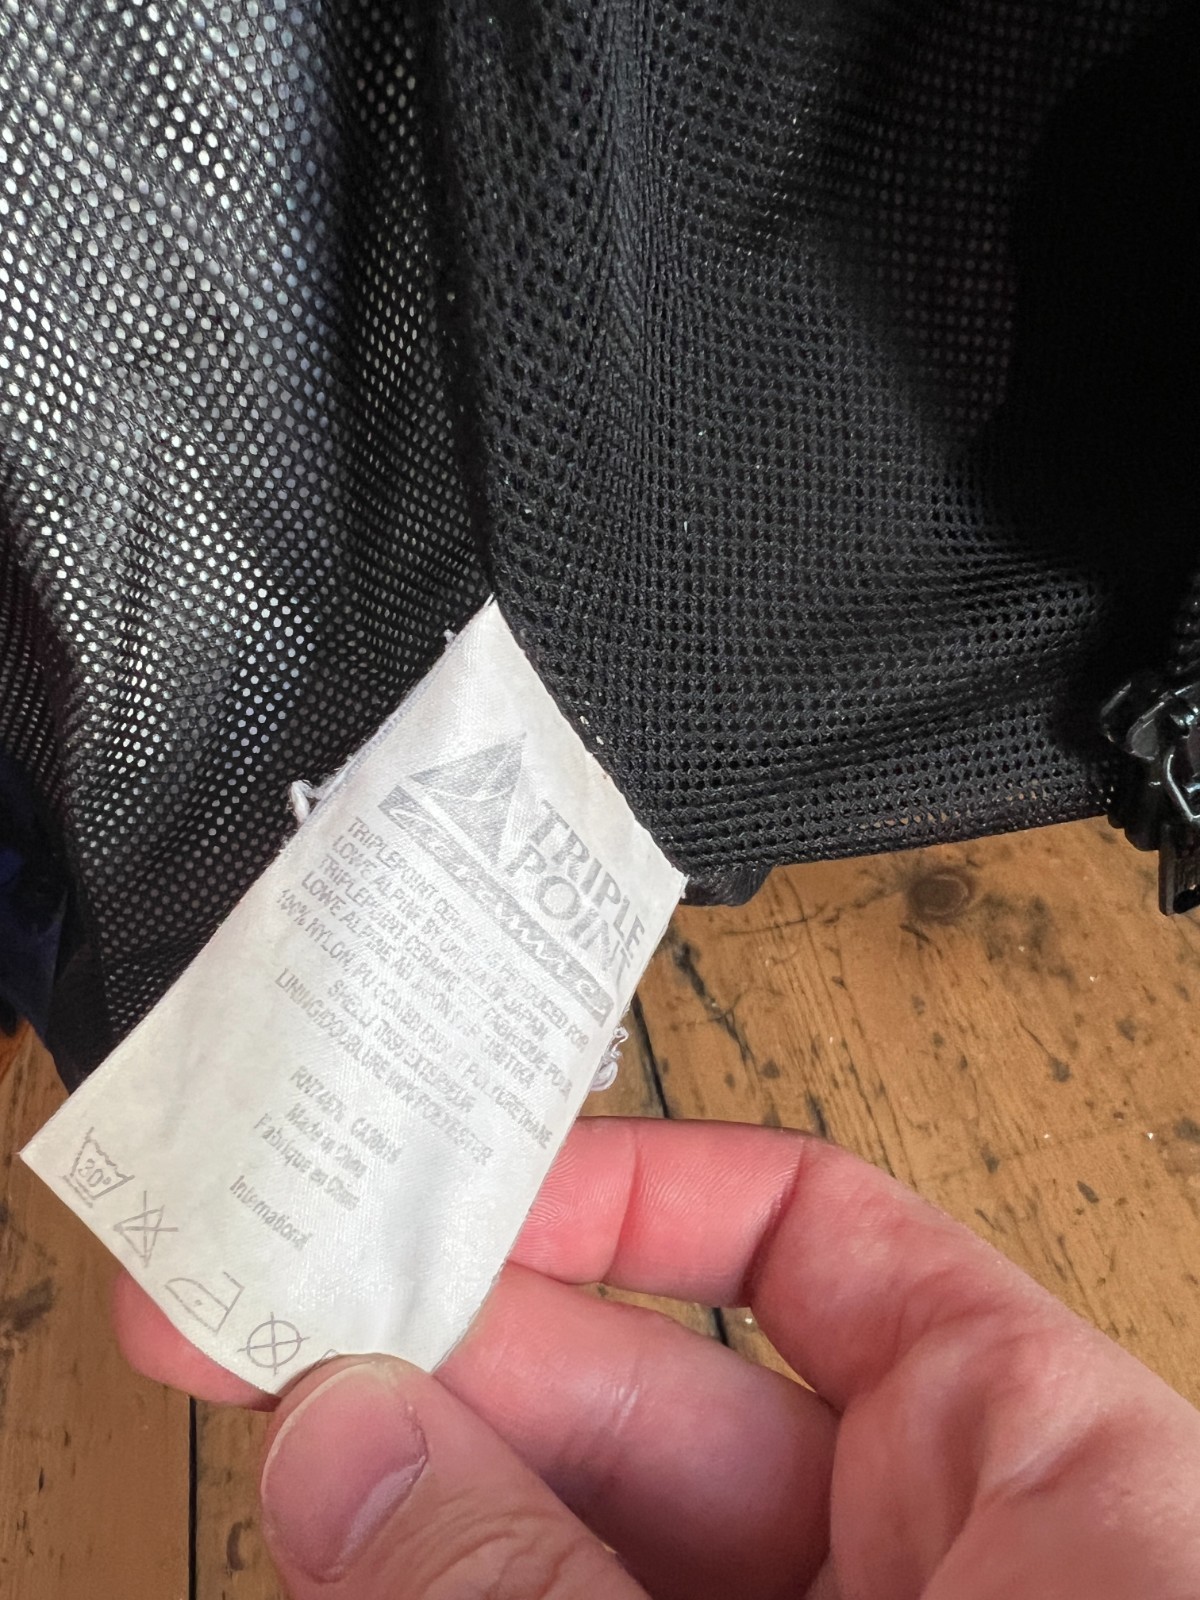 TRIPLE
POINT
CERAMIC
TRIPLEPOINT CERAMIC IS PRODUCED FOR
LOWE ALPINE BY UNITIKA OF JAPAN
TRIPLEPOINT CERAMIC EST FABRIQUE POUR
LOWE ALPINE AU JAPON PAR UNITIKA
100% NYLON, PU COATED/ENDUIT POLYURETHANE
SHELL/TISSU EXTERIEUR
LINING/DOUBLURE 100% POLYESTER
Made in China
Fabrique en Chine
International
30°